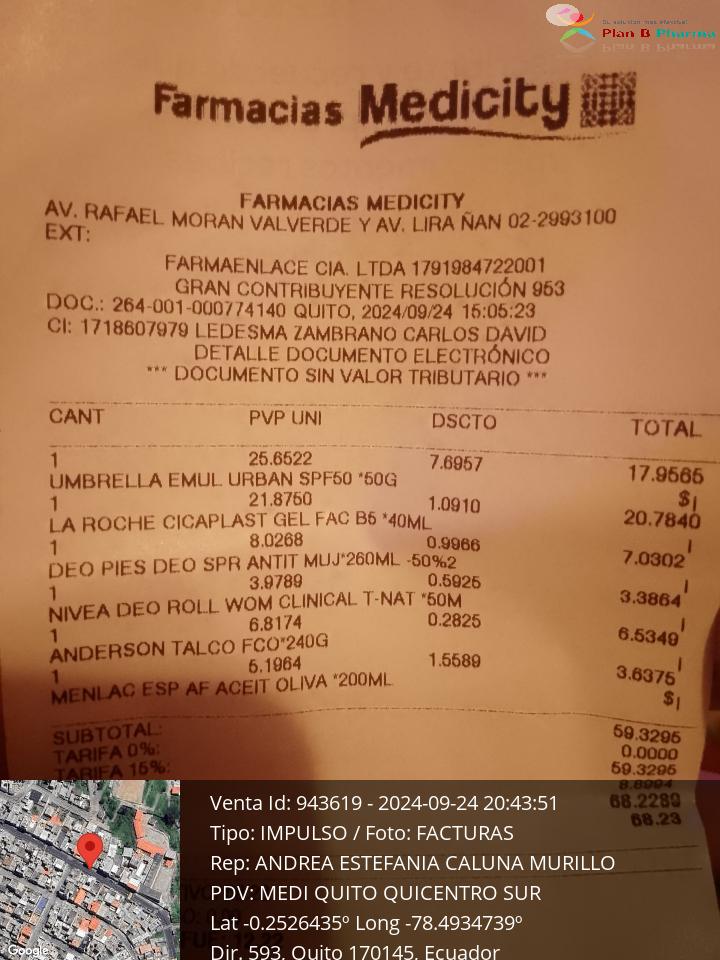 Su solución más efectiva!
Plan B Pharma
Farmacias Medicity
FARMACIAS MEDICITY
AV. RAFAEL MORAN VALVERDE Y AV. LIRA ÑAN 02-2993100
EXT:
FARMAENLACE CIA. LTDA 1791984722001
GRAN CONTRIBUYENTE RESOLUCIÓN 953
DOC.: 264-001-000774140 QUITO, 2024/09/24 15:05:23
CI: 1718607979 LEDESMA ZAMBRANO CARLOS DAVID
DETALLE DOCUMENTO ELECTRÓNICO
*** DOCUMENTO SIN VALOR TRIBUTARIO ***
CANT PVP UNI DSCTO TOTAL
1 25.6522 7.6957 17.9565
UMBRELLA EMUL URBAN SPF50 *50G $|
1 21.8750 1.0910 20.7840
LA ROCHE CICAPLAST GEL FAC B5 *40ML |
1 8.0268 0.9966 7.0302
DEO PIES DEO SPR ANTIT MUJ*260ML -50%2 |
1 3.9789 0.5925 3.3864
NIVEA DEO ROLL WOM CLINICAL T-NAT *50M |
1 6.8174 0.2825 6.5349
ANDERSON TALCO FCO*240G |
1 5.1964 1.5589 3.6375
MENLAC ESP AF ACEIT OLIVA *200ML $|
SUBTOTAL: 59.3295
TARIFA 0%: 0.0000
TARIFA 15%: 59.3295
8.8994
68.2289
68.23
Venta Id: 943619 - 2024-09-24 20:43:51
Tipo: IMPULSO / Foto: FACTURAS
Rep: ANDREA ESTEFANIA CALUNA MURILLO
PDV: MEDI QUITO QUICENTRO SUR
Lat -0.2526435º Long -78.4934739º
Dir. 593, Quito 170145, Ecuador
Google